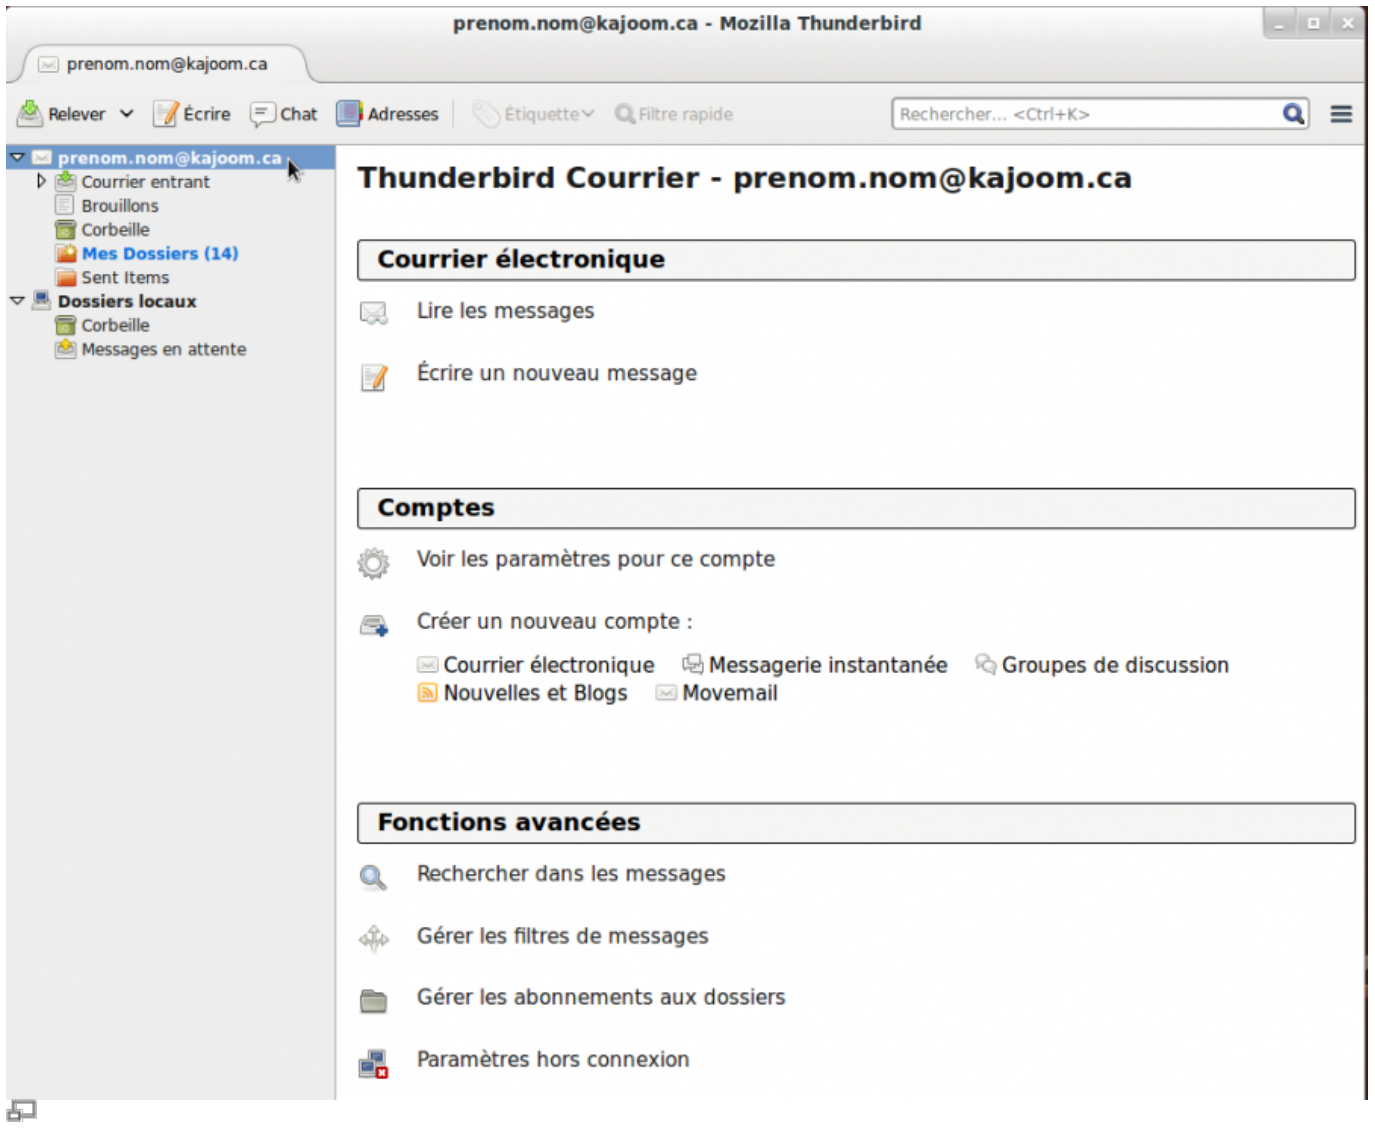 prenom.nom@kajoom.ca - Mozilla Thunderbird
prenom.nom@kajoom.ca
Relever Écrire Chat Adresses Étiquette Filtre rapide Rechercher... <Ctrl+K>
prenom.nom@kajoom.ca
Courrier entrant
Brouillons
Corbeille
Mes Dossiers (14)
Sent Items
Dossiers locaux
Corbeille
Messages en attente
Thunderbird Courrier - prenom.nom@kajoom.ca
Courrier électronique
Lire les messages
Écrire un nouveau message
Comptes
Voir les paramètres pour ce compte
Créer un nouveau compte :
Courrier électronique Messagerie instantanée Groupes de discussion
Nouvelles et Blogs Movemail
Fonctions avancées
Rechercher dans les messages
Gérer les filtres de messages
Gérer les abonnements aux dossiers
Paramètres hors connexion